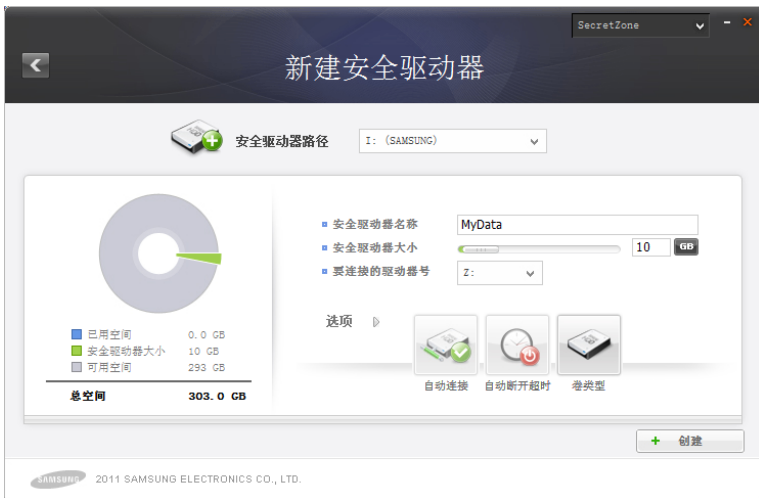 SecretZone
新建安全驱动器
安全驱动器路径 I: (SAMSUNG)
安全驱动器名称 MyData
安全驱动器大小 10 GB
要连接的驱动器号 Z:
选项
自动连接 自动断开超时 卷类型
已用空间 0.0 GB
安全驱动器大小 10 GB
可用空间 293 GB
总空间 303.0 GB
+ 创建
SAMSUNG 2011 SAMSUNG ELECTRONICS CO., LTD.